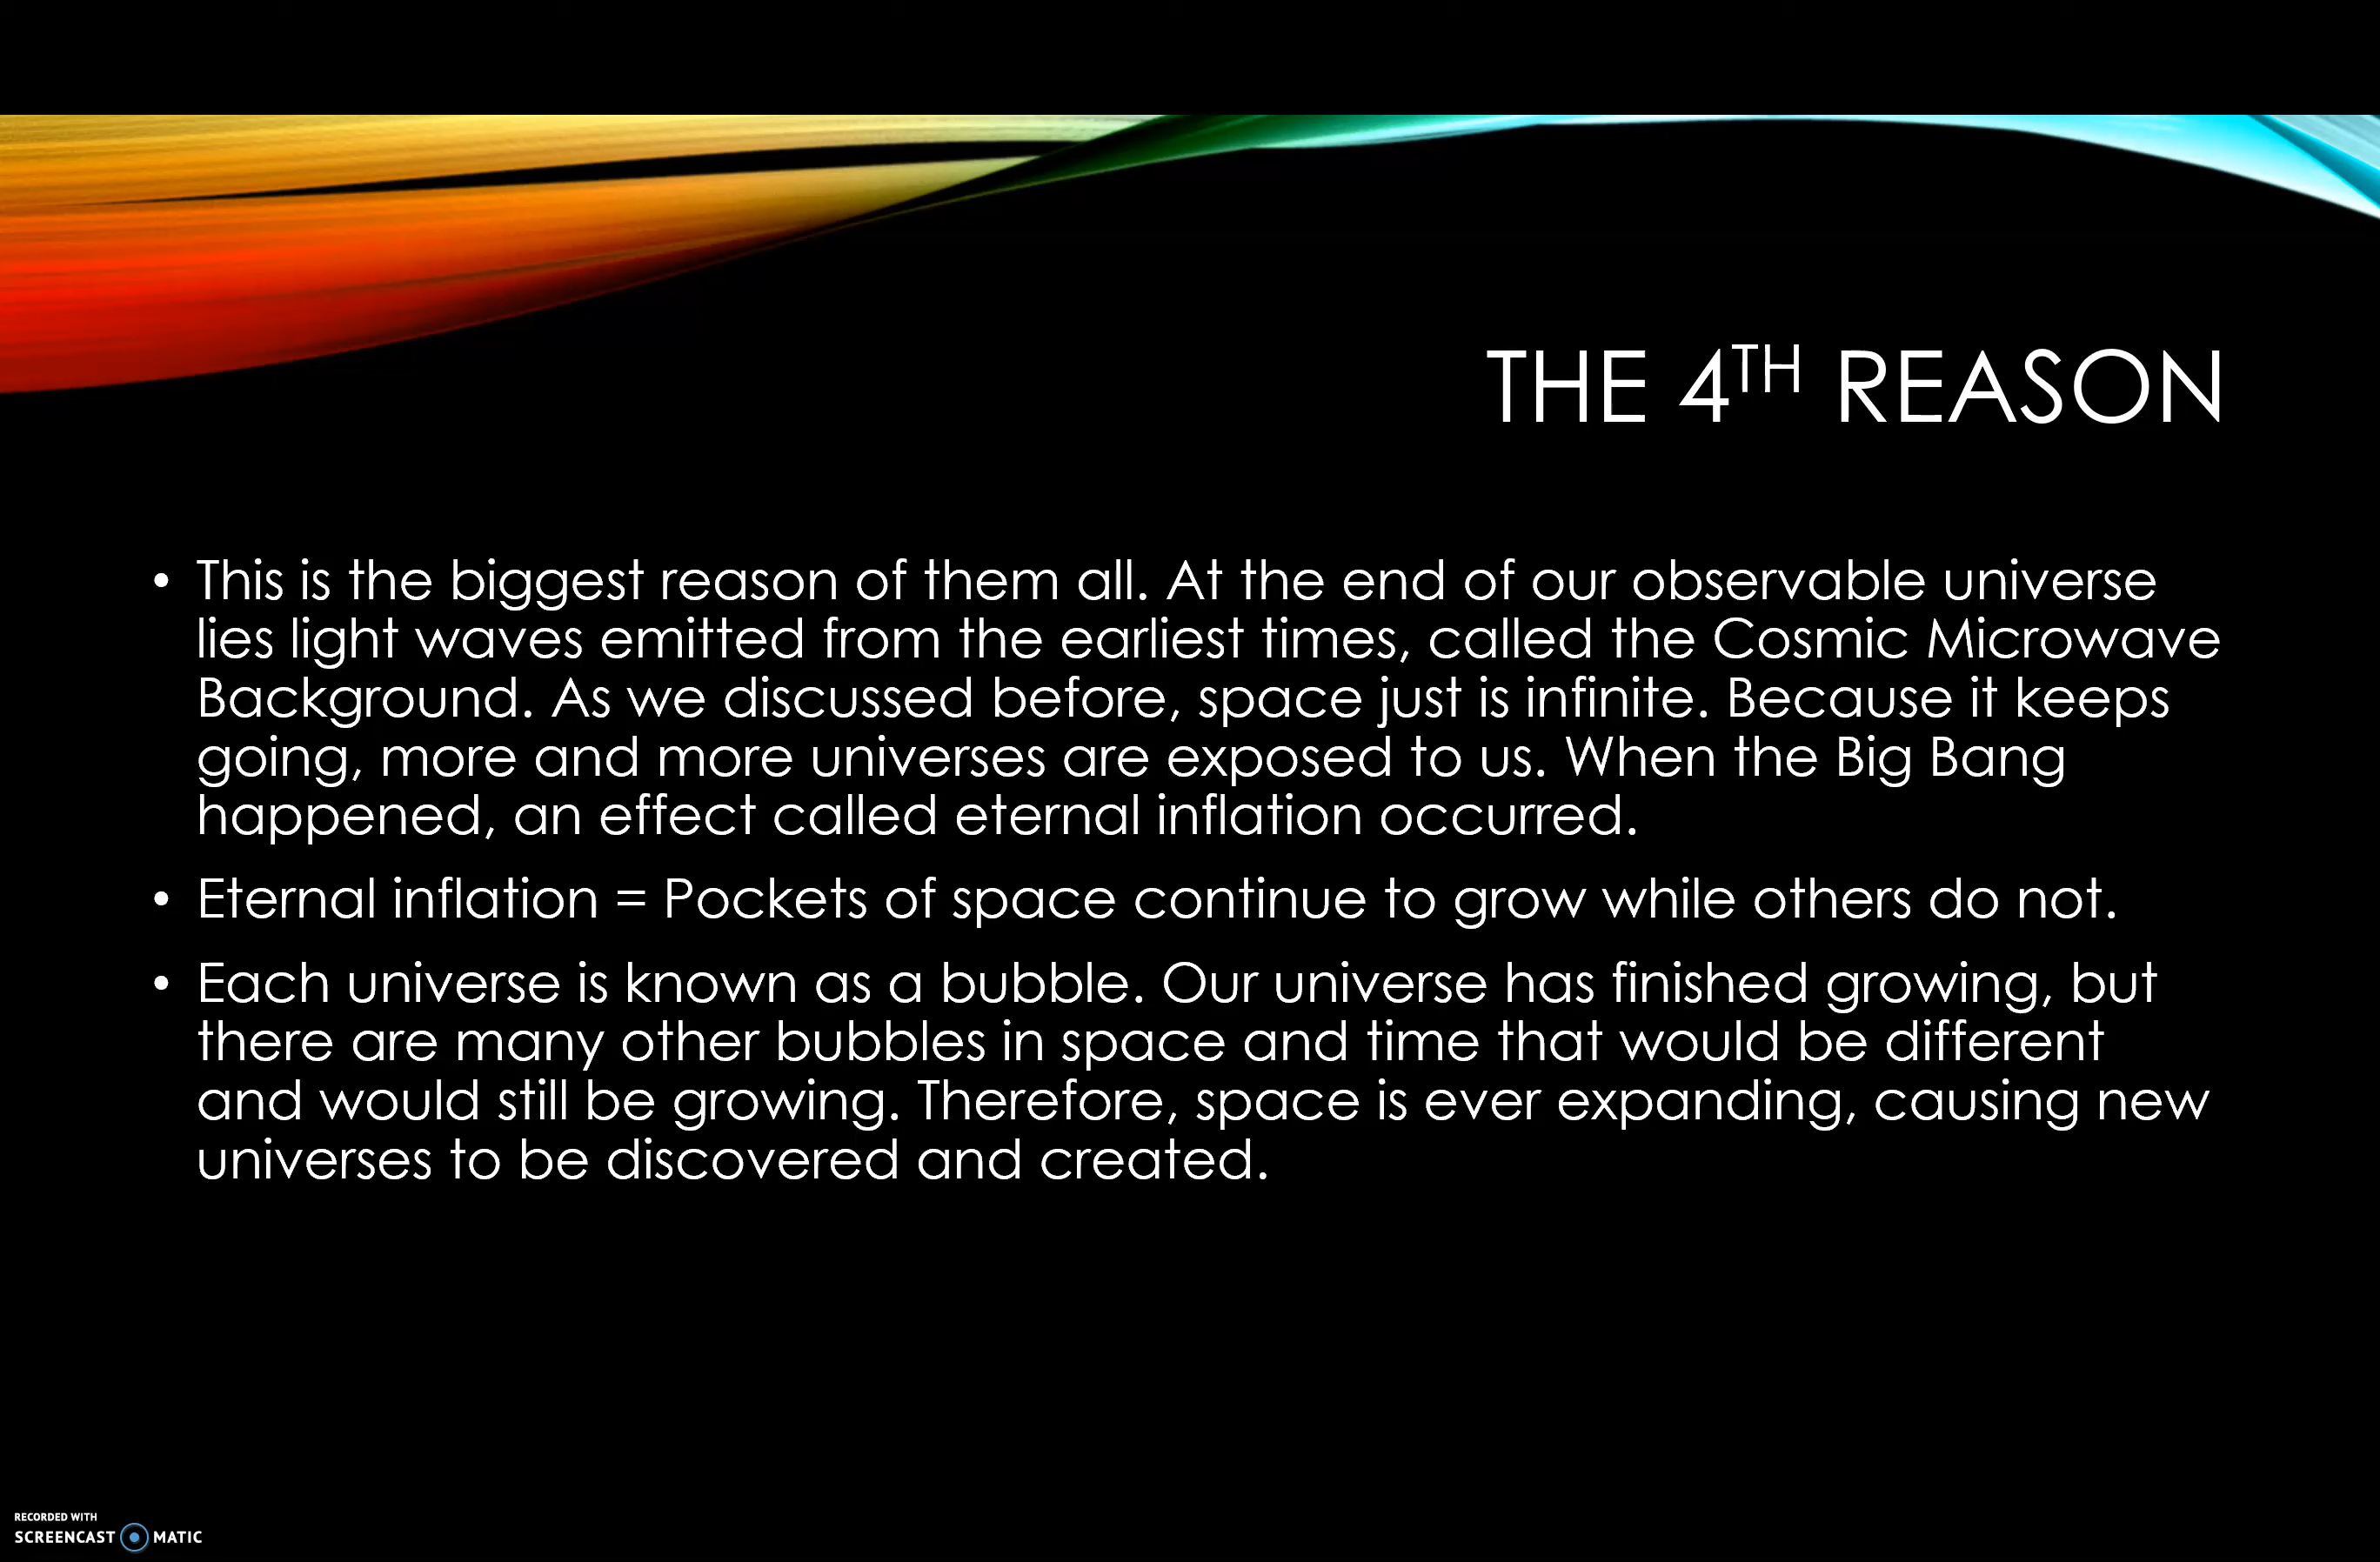 THE 4TH REASON
• This is the biggest reason of them all. At the end of our observable universe
lies light waves emitted from the earliest times, called the Cosmic Microwave
Background. As we discussed before, space just is infinite. Because it keeps
going, more and more universes are exposed to us. When the Big Bang
happened, an effect called eternal inflation occurred.
• Eternal inflation = Pockets of space continue to grow while others do not.
• Each universe is known as a bubble. Our universe has finished growing, but
there are many other bubbles in space and time that would be different
and would still be growing. Therefore, space is ever expanding, causing new
universes to be discovered and created.
RECORDED WITH
SCREENCAST MATIC